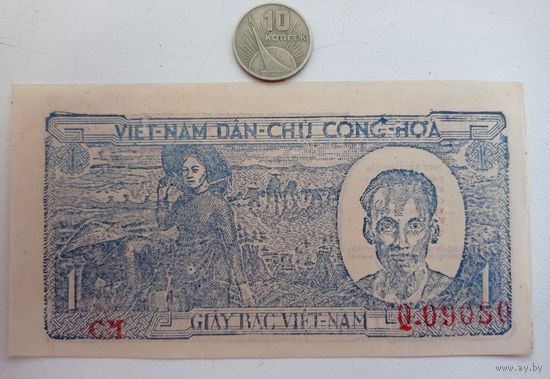 10
КОПЕЕК
VIỆT-NAM DÂN-CHỦ CỘNG-HÒA
1 1
1 1
GIẤY BẠC VIỆT-NAM
Q.09050
www.ay.by